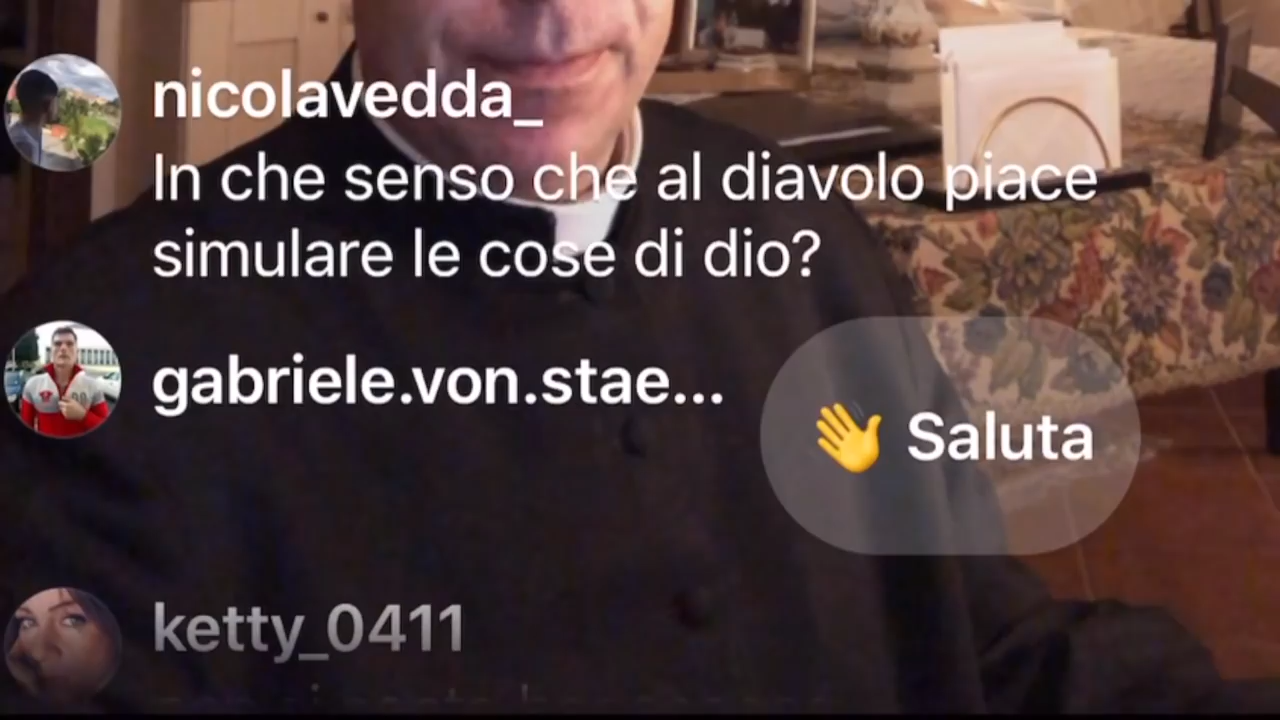 nicolavedda_
In che senso che al diavolo piace
simulare le cose di dio?
gabriele.von.stae...
👋 Saluta
ketty_0411